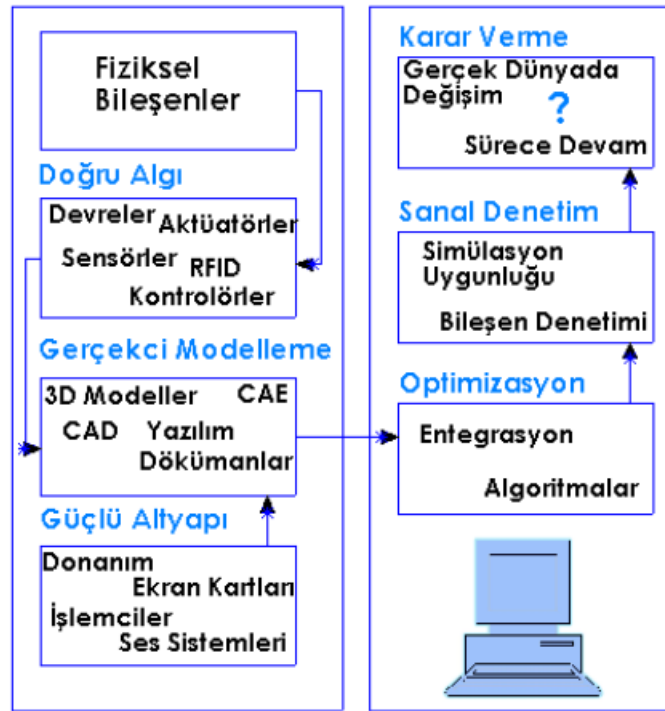 Fiziksel
Bileşenler
Doğru Algı
Devreler Aktüatörler
Sensörler RFID
Kontrolörler
Gerçekci Modelleme
3D Modeller CAE
CAD Yazılım
Dökümanlar
Güçlü Altyapı
Donanım
Ekran Kartları
İşlemciler
Ses Sistemleri
Karar Verme
Gerçek Dünyada
Değişim
?
Sürece Devam
Sanal Denetim
Simülasyon
Uygunluğu
Bileşen Denetimi
Optimizasyon
Entegrasyon
Algoritmalar